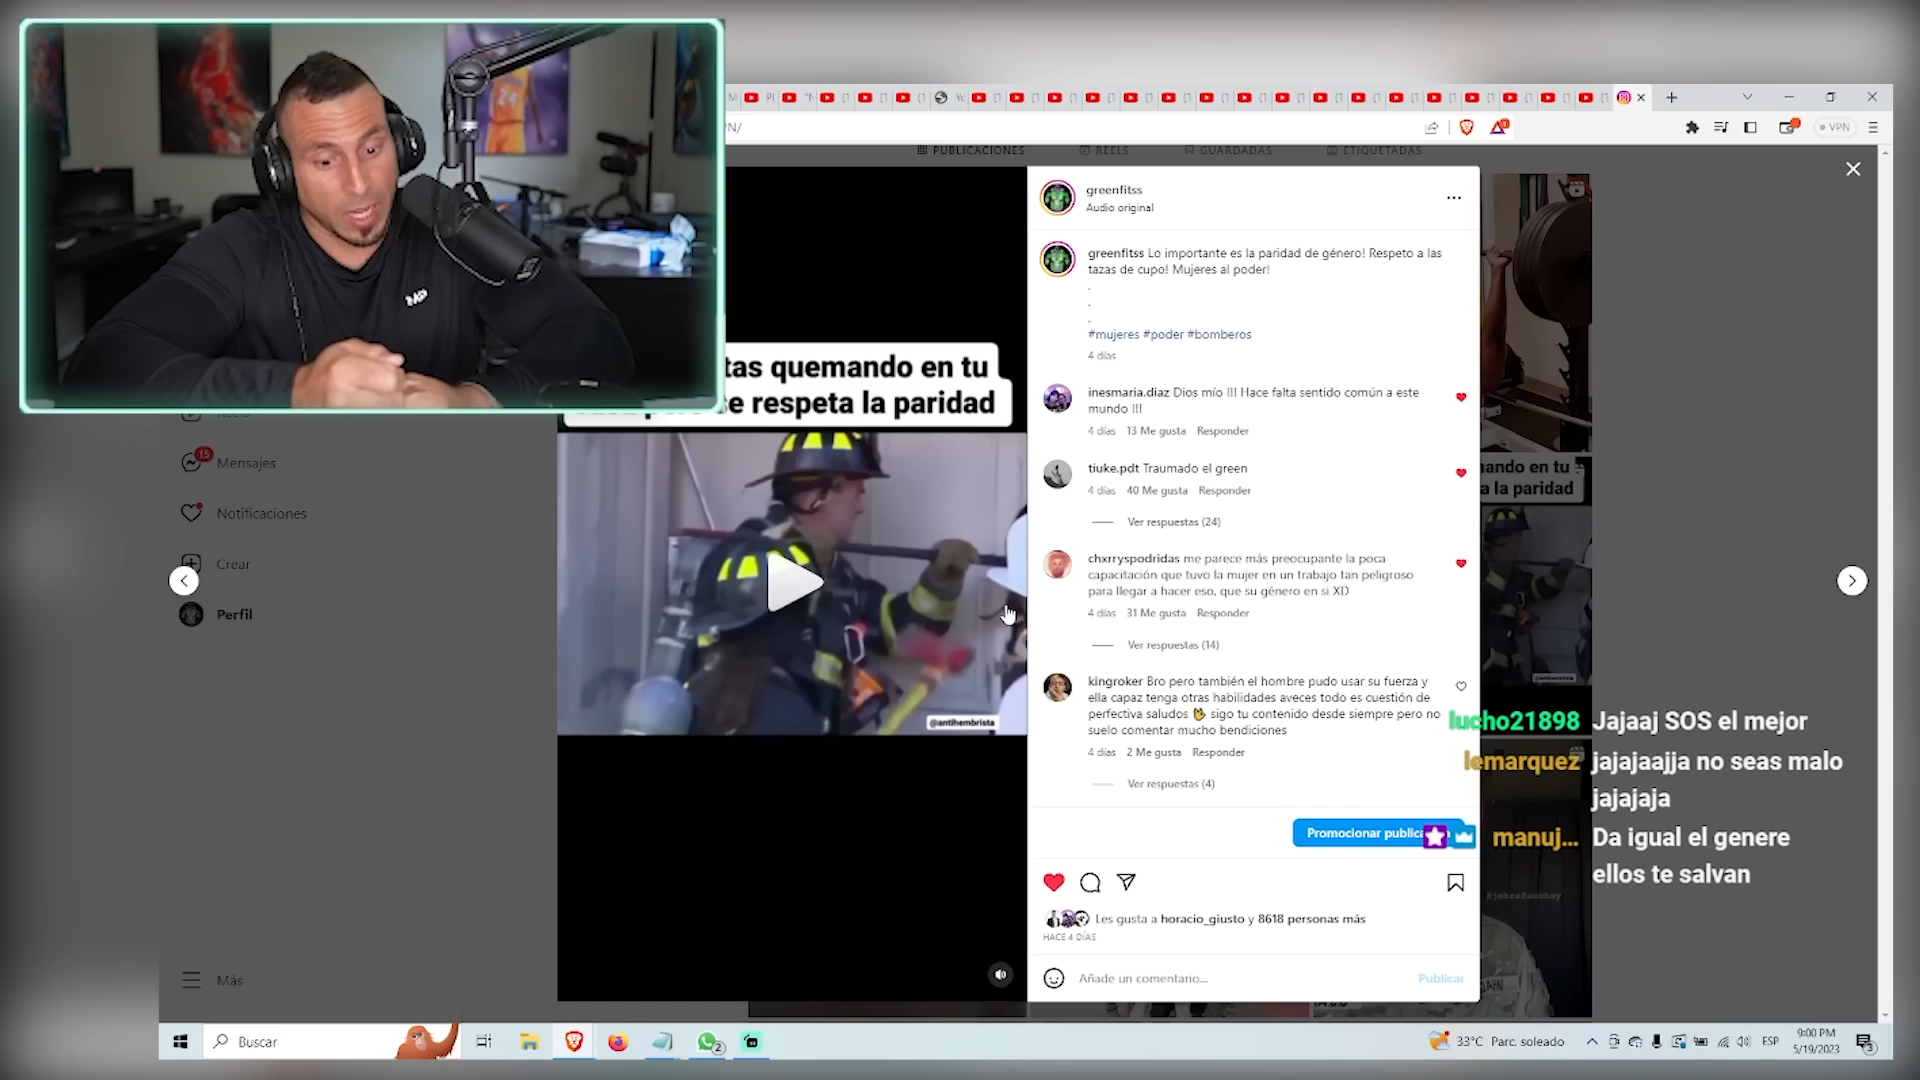 VPN
PUBLICACIONES
REELS
GUARDADAS
ETIQUETADAS
24
Mensajes
15
Notificaciones
Crear
Perfil
Más
quemando en tu
se respeta la paridad
@antihembrista
greenfitss
Audio original
greenfitss Lo importante es la paridad de género! Respeto a las
tazas de cupo! Mujeres al poder!
.
.
.
#mujeres #poder #bomberos
4 días
inesmaria.diaz Dios mío !!! Hace falta sentido común a este
mundo !!!
4 días 13 Me gusta Responder
tiuke.pdt Traumado el green
4 días 40 Me gusta Responder
Ver respuestas (24)
chxrryspodridas me parece más preocupante la poca
capacitación que tuvo la mujer en un trabajo tan peligroso
para llegar a hacer eso, que su género en si XD
4 días 31 Me gusta Responder
Ver respuestas (14)
kingroker Bro pero también el hombre pudo usar su fuerza y
ella capaz tenga otras habilidades aveces todo es cuestión de
perfectiva saludos sigo tu contenido desde siempre pero no
suelo comentar mucho bendiciones
4 días 2 Me gusta Responder
Ver respuestas (4)
Promocionar
Les gusta a horacio_giusto y 8618 personas más
HACE 4 DÍAS
Añade un comentario...
Publicar
en tu
a la paridad
lucho21898 Jajaaj SOS el mejor
lemarquez jajajaajja no seas malo
jajajaja
manuj... Da igual el genere
ellos te salvan
Buscar
2
33°C Parc. soleado
ESP
9:00 PM
5/19/2023
3